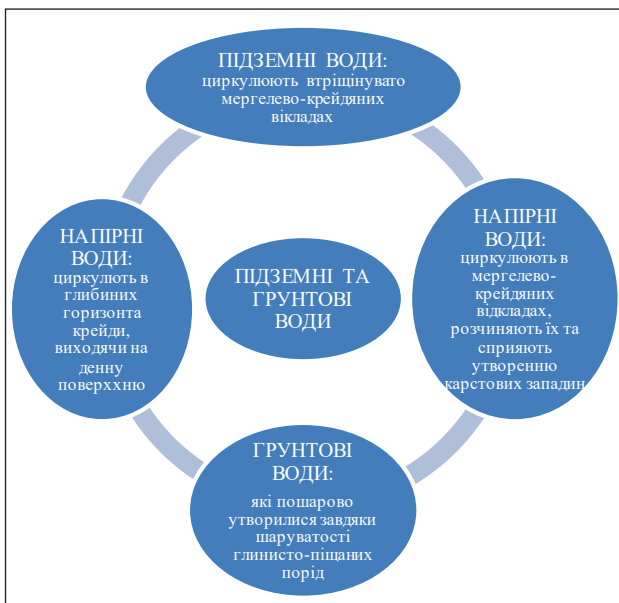 ПІДЗЕМНІ ВОДИ:
циркулюють втріщінувато
мергелево-крейдяних
вікладах
НАПІРНІ
ВОДИ:
циркулюють в
мергелево-
крейдяних
відкладах,
розчиняють їх та
сприяють
утворенню
карстових западин
ГРУНТОВІ
ВОДИ:
які пошарово
утворилися завдяки
шаруватості
глинисто-піщаних
порід
НАПІРНІ
ВОДИ:
циркулють в
глибиних
горизонта
крейди,
виходячи на
денну
поверххню
ПІДЗЕМНІ ТА
ГРУНТОВІ
ВОДИ